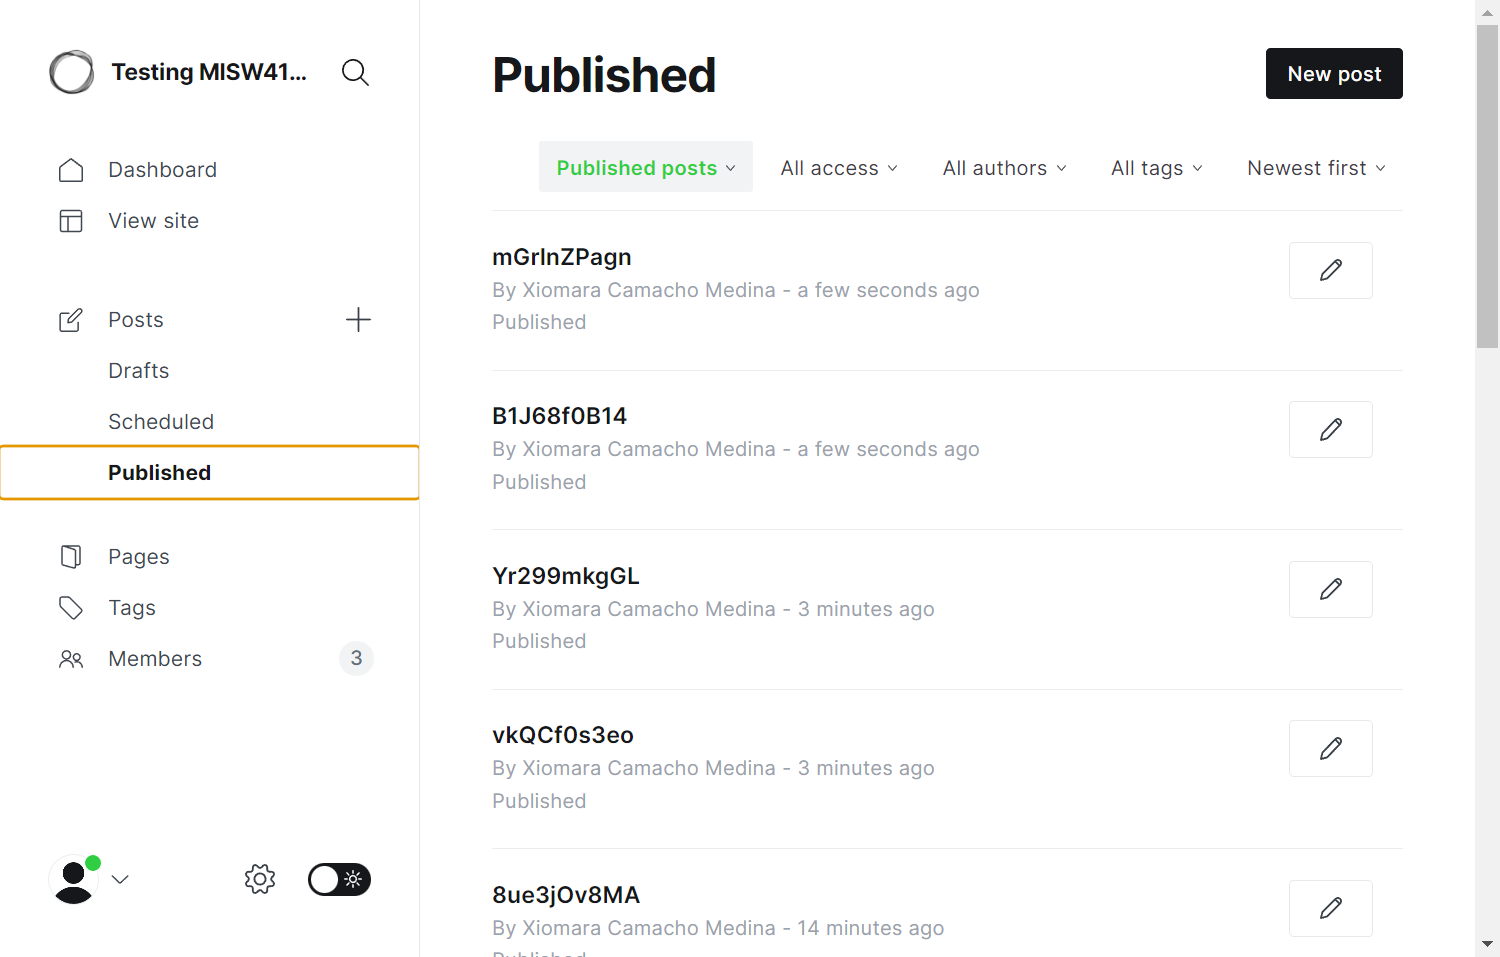 Testing MISW41...
Dashboard
View site
Posts
Drafts
Scheduled
Published
Pages
Tags
Members
3
Published
New post
Published posts
All access
All authors
All tags
Newest first
mGrlnZPagn
By Xiomara Camacho Medina - a few seconds ago
Published
B1J68f0B14
By Xiomara Camacho Medina - a few seconds ago
Published
Yr299mkgGL
By Xiomara Camacho Medina - 3 minutes ago
Published
vkQCf0s3eo
By Xiomara Camacho Medina - 3 minutes ago
Published
8ue3jOv8MA
By Xiomara Camacho Medina - 14 minutes ago
Published